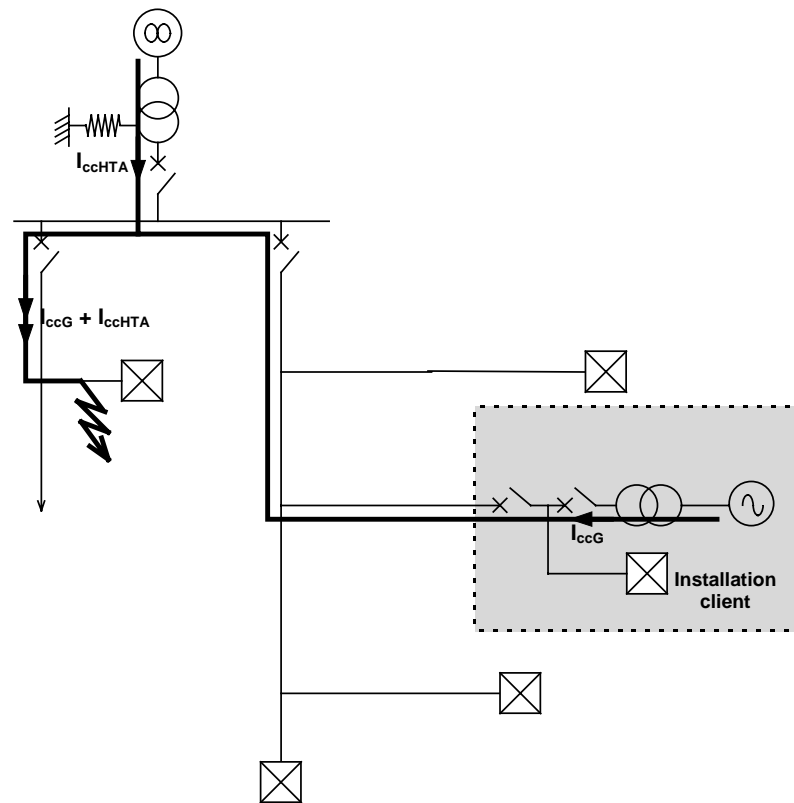 IccHTA
IccG + IccHTA
IccG
Installation
client